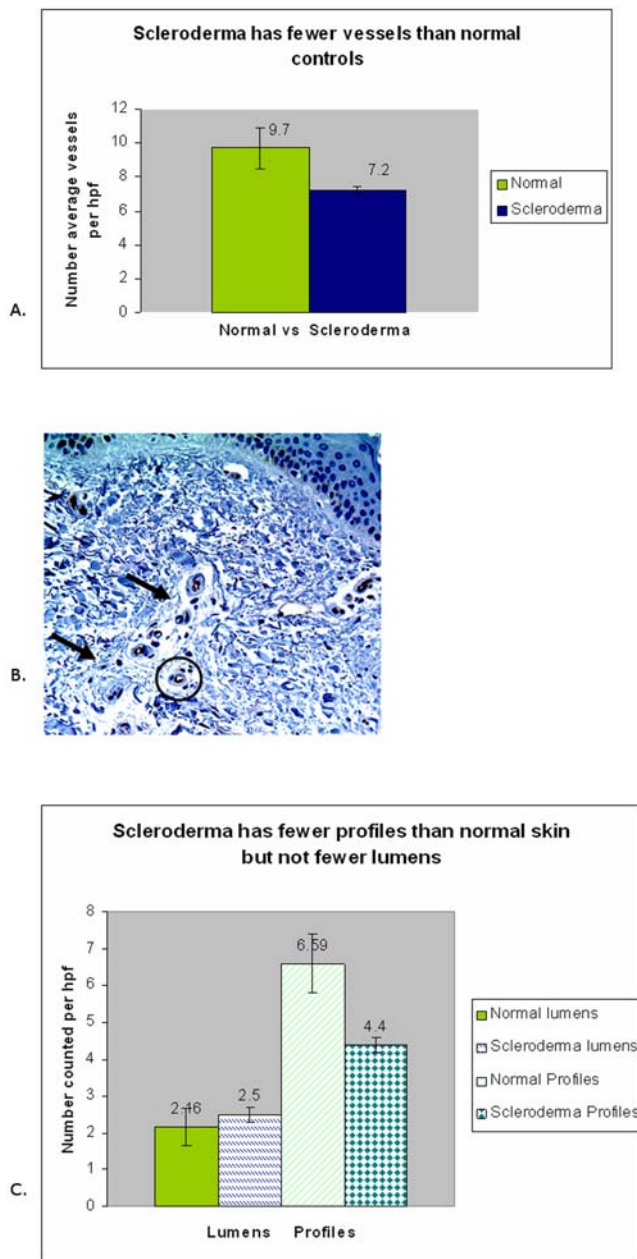 Scleroderma has fewer vessels than normal
controls
Number average vessels
per hpf
12
10
8
6
4
2
0
9.7
7.2
Normal vs Scleroderma
Normal
Scleroderma
A.
B.
Scleroderma has fewer profiles than normal skin
but not fewer lumens
Number counted per hpf
8
7
6
5
4
3
2
1
0
2.46
2.5
6.59
4.4
Lumens Profiles
Normal lumens
Scleroderma lumens
Normal Profiles
Scleroderma Profiles
C.